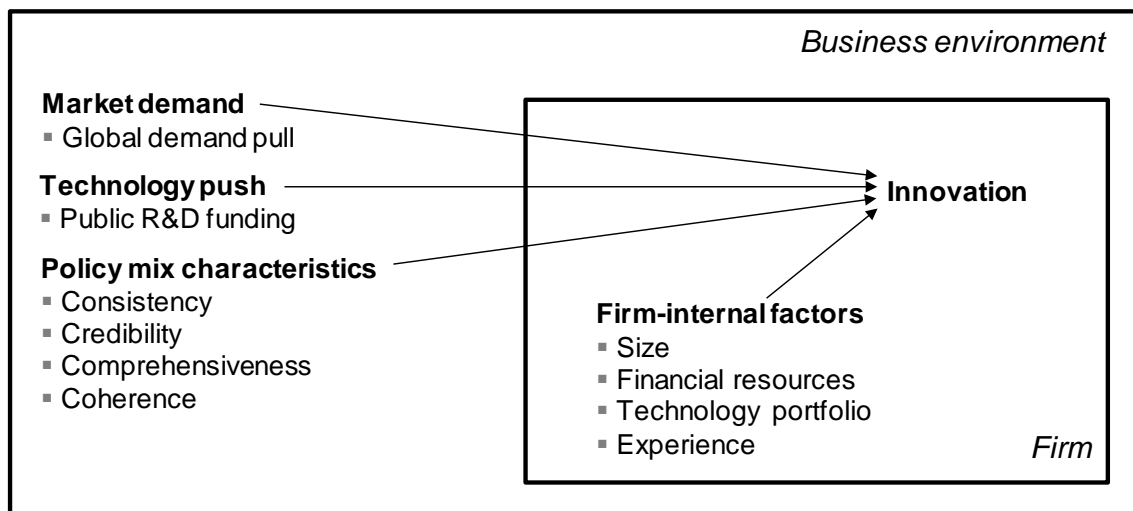 Business environment
Market demand
▪ Global demand pull
Technology push
▪ Public R&D funding
Policy mix characteristics
▪ Consistency
▪ Credibility
▪ Comprehensiveness
▪ Coherence
Innovation
Firm-internal factors
▪ Size
▪ Financial resources
▪ Technology portfolio
▪ Experience
Firm